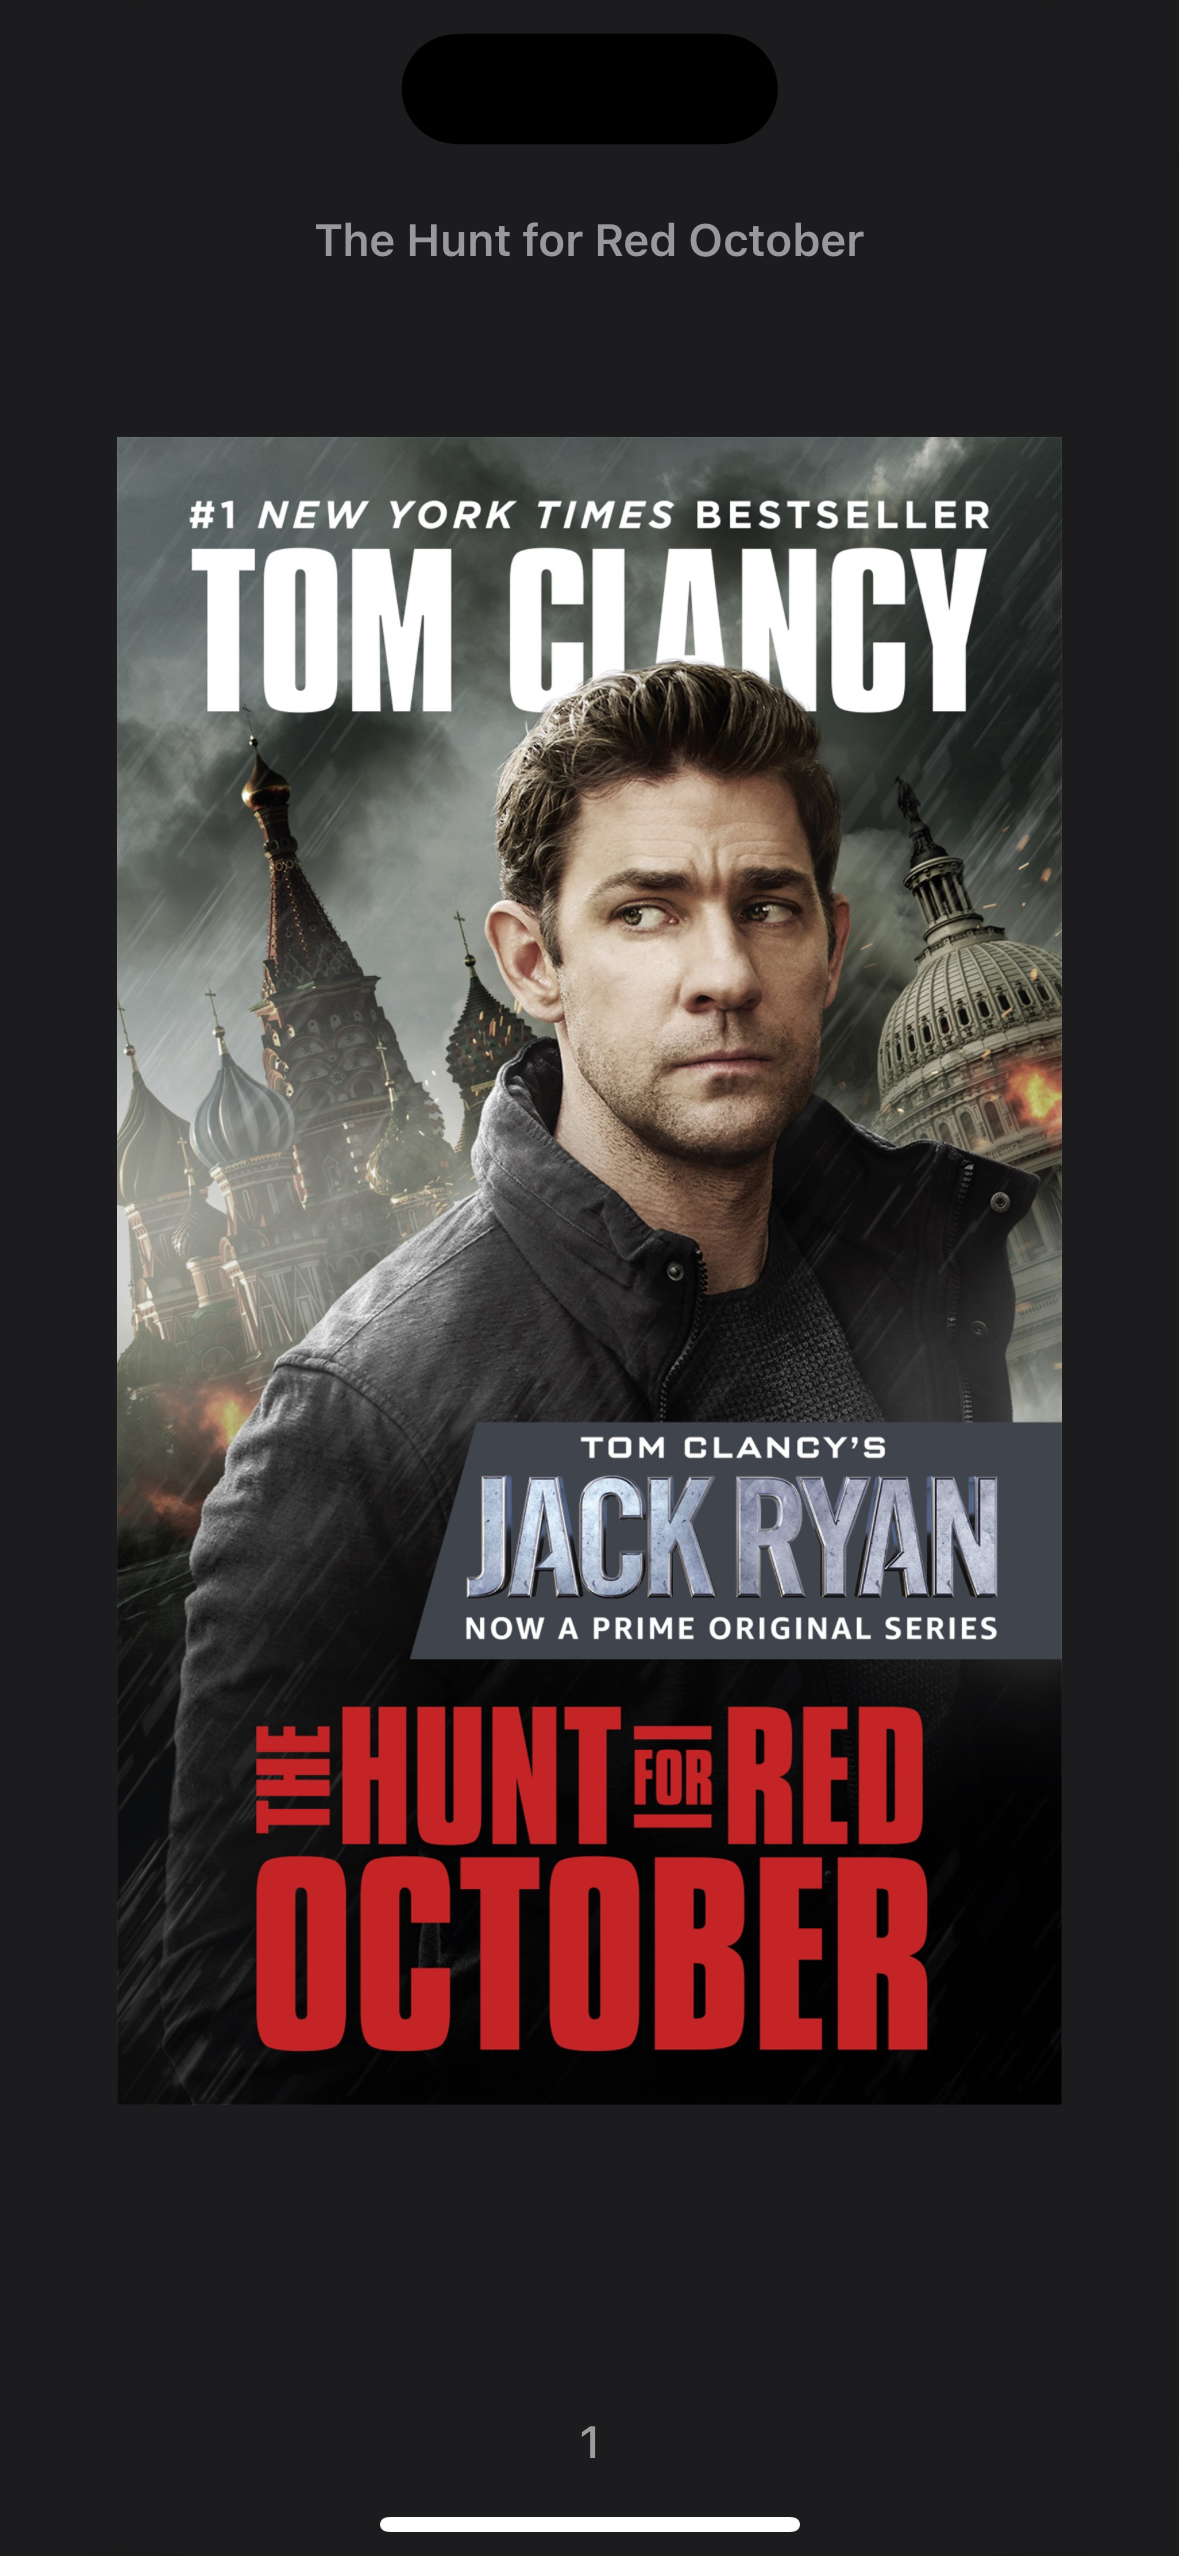 The Hunt for Red October
#1 NEW YORK TIMES BESTSELLER
TOM CLANCY
TOM CLANCY'S
JACK RYAN
NOW A PRIME ORIGINAL SERIES
THE HUNT FOR RED
OCTOBER
1